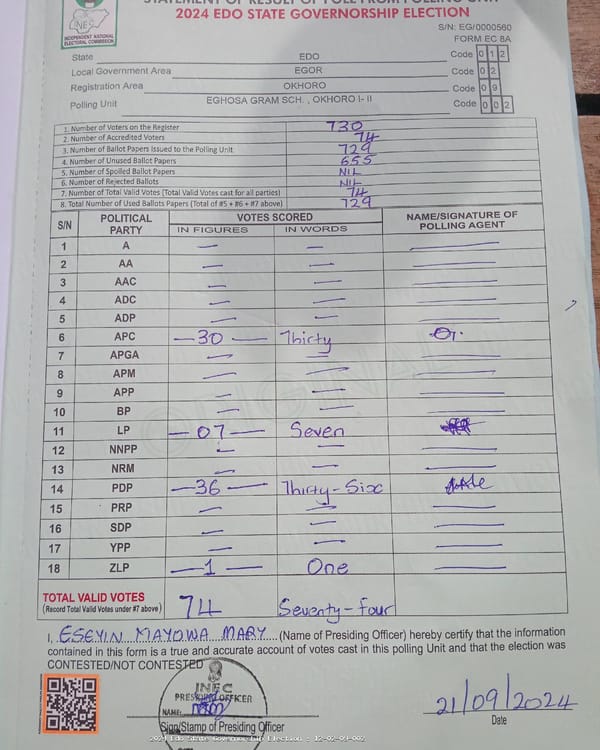 STATEMENT OF RESULT OF POLL FROM POLLING UNIT
2024 EDO STATE GOVERNORSHIP ELECTION
INEC
INDEPENDENT NATIONAL
ELECTORAL COMMISSION
S/N: EG/0000560
FORM EC 8A
State EDO Code 0 1 2
Local Government Area EGOR Code 0 2
Registration Area OKHORO Code 0 9
Polling Unit EGHOSA GRAM SCH. , OKHORO I- II Code 0 0 2
1. Number of Voters on the Register 730
2. Number of Accredited Voters 74
3. Number of Ballot Papers Issued to the Polling Unit 729
4. Number of Unused Ballot Papers 655
5. Number of Spoiled Ballot Papers NIL
6. Number of Rejected Ballots NIL
7. Number of Total Valid Votes (Total Valid Votes cast for all parties) 74
8. Total Number of Used Ballots Papers (Total of #5 + #6 + #7 above) 729
S/N POLITICAL PARTY VOTES SCORED NAME/SIGNATURE OF POLLING AGENT
IN FIGURES IN WORDS
1 A — — —
2 AA — — —
3 AAC — — —
4 ADC — — —
5 ADP — — —
6 APC —30— Thirty
7 APGA — — —
8 APM — — —
9 APP — — —
10 BP — — —
11 LP —07— Seven
12 NNPP — — —
13 NRM — — —
14 PDP —36— Thirty-Six
15 PRP — — —
16 SDP — — —
17 YPP — — —
18 ZLP —1— One —
TOTAL VALID VOTES 74 Seventy-four
(Record Total Valid Votes under #7 above)
I, ESEYIN MAYOWA MARY (Name of Presiding Officer) hereby certify that the information
contained in this form is a true and accurate account of votes cast in this polling Unit and that the election was
CONTESTED/NOT CONTESTED
INEC
PRESIDING OFFICER
NAME:
Sign/Stamp of Presiding Officer
21/09/2024
Date
2024 Edo State Governorship Election - 12-02-09-002